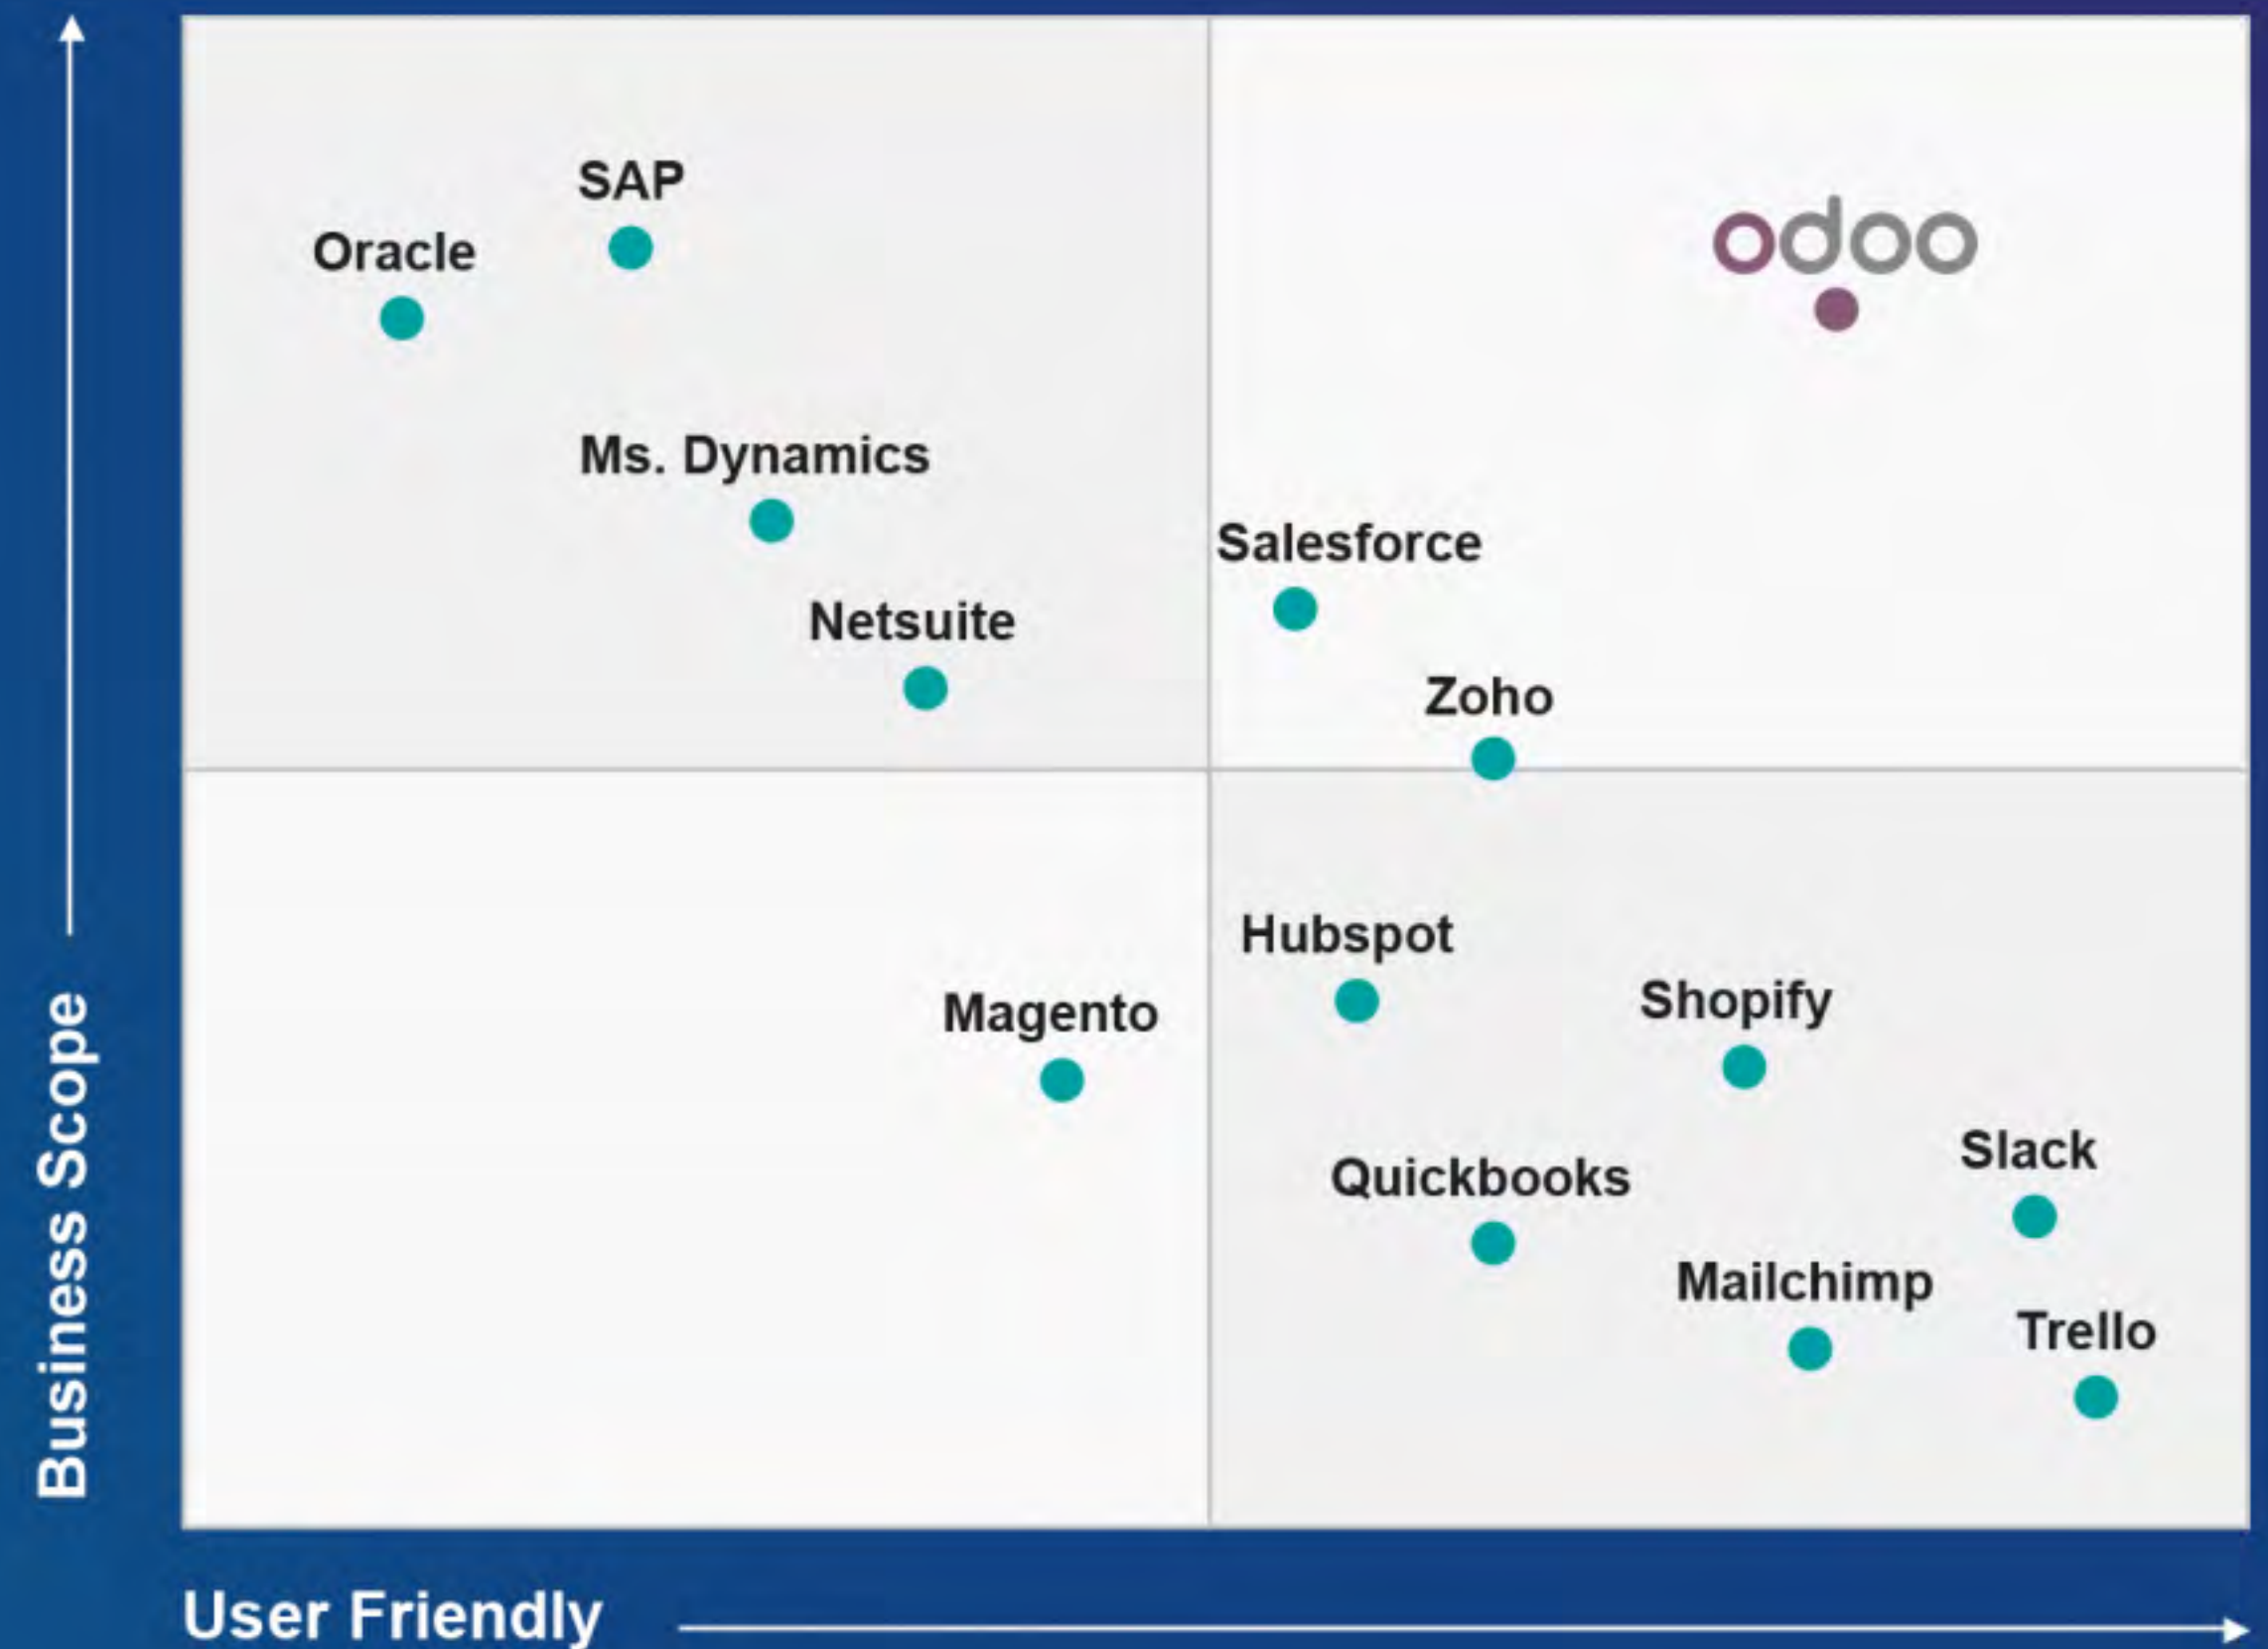 SAP
Oracle
odoo
Ms. Dynamics
Salesforce
Netsuite
Zoho
Hubspot
Shopify
Magento
Slack
Quickbooks
Mailchimp
Trello
Business Scope
User Friendly